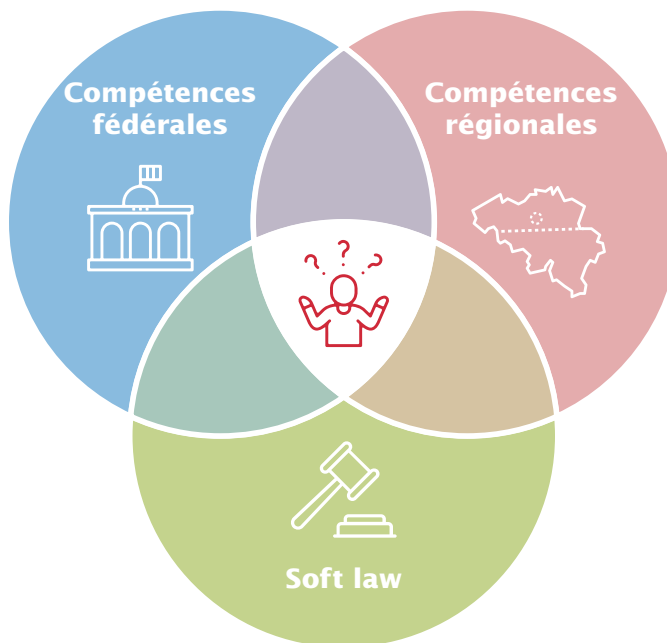 Compétences
fédérales
Compétences
régionales
? ? ?
Soft law